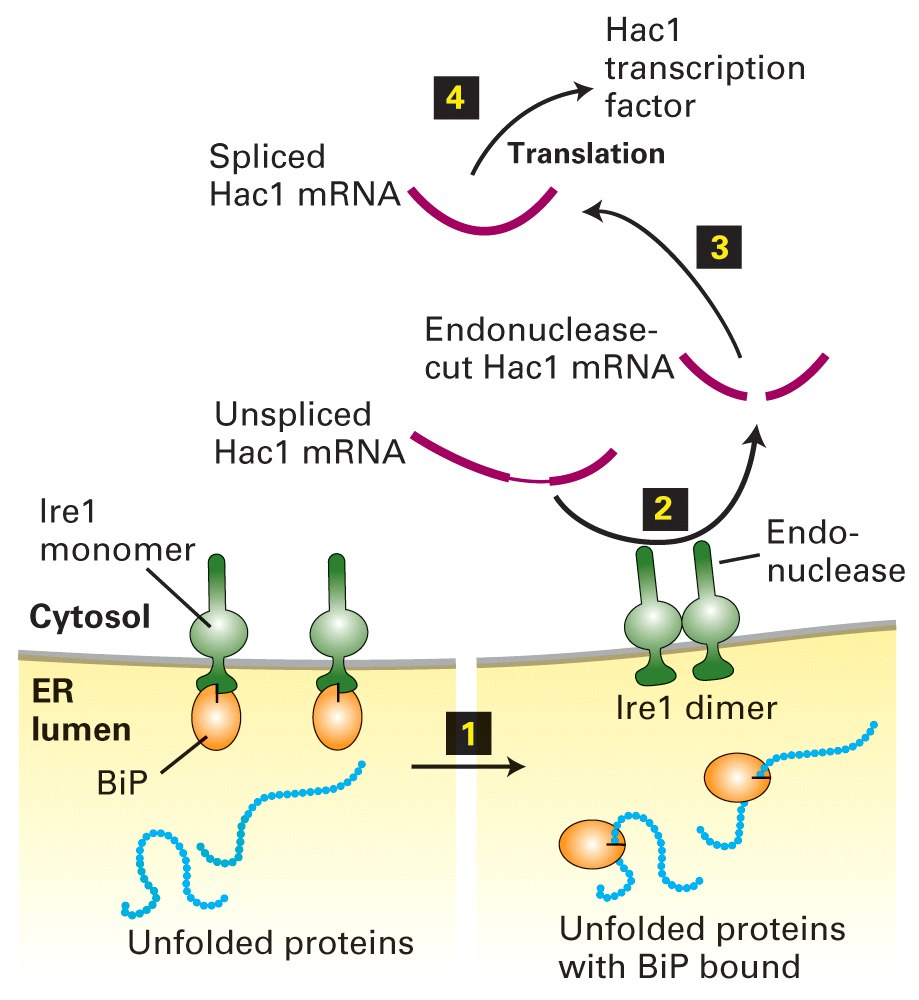 Hac1
transcription
factor
4
Translation
Spliced
Hac1 mRNA
3
Endonuclease-
cut Hac1 mRNA
Unspliced
Hac1 mRNA
2
Ire1
monomer
Endo-
nuclease
Cytosol
ER
lumen
Ire1 dimer
1
BiP
Unfolded proteins
Unfolded proteins
with BiP bound